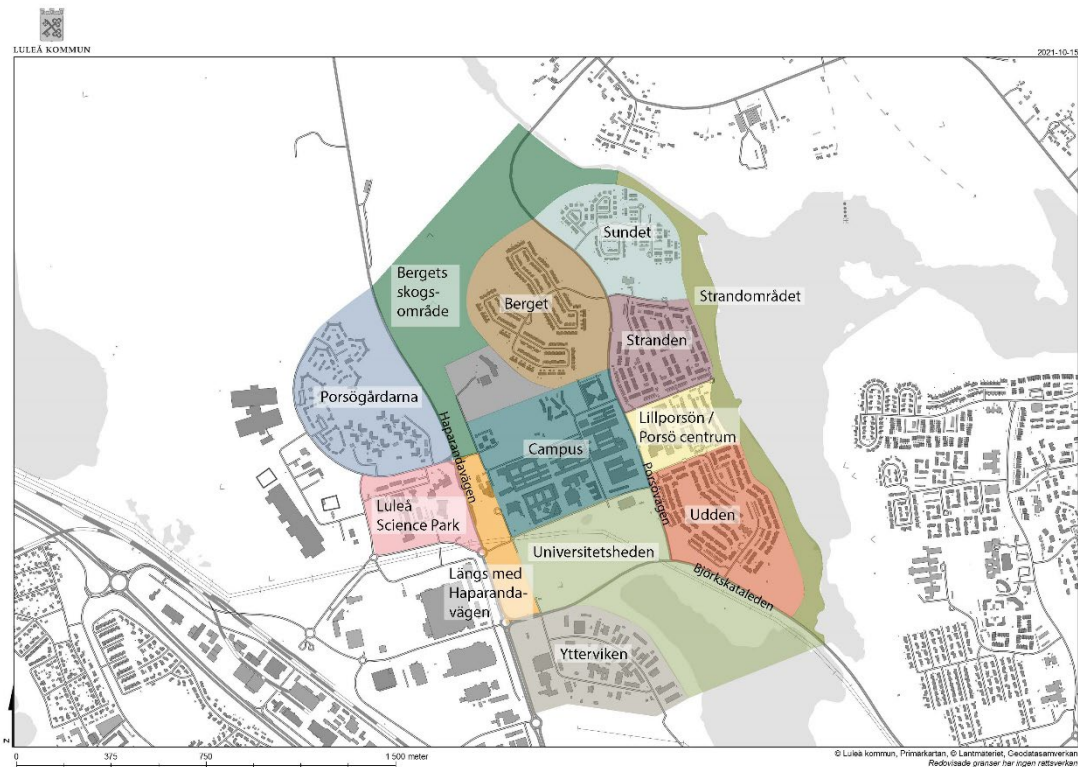 LULEÅ KOMMUN
2021-10-15
Sundet
Bergets
skogs-
område
Berget
Strandområdet
Stranden
Porsögårdarna
Haparandavägen
Lillporsön /
Porsö centrum
Campus
Porsövägen
Luleå
Science Park
Udden
Universitetsheden
Björkskataleden
Längs med
Haparanda-
vägen
Ytterviken
N
0 375 750 1 500 meter
© Luleå kommun, Primärkartan, © Lantmäteriet, Geodatasamverkan
Redovisade gränser har ingen rättsverkan